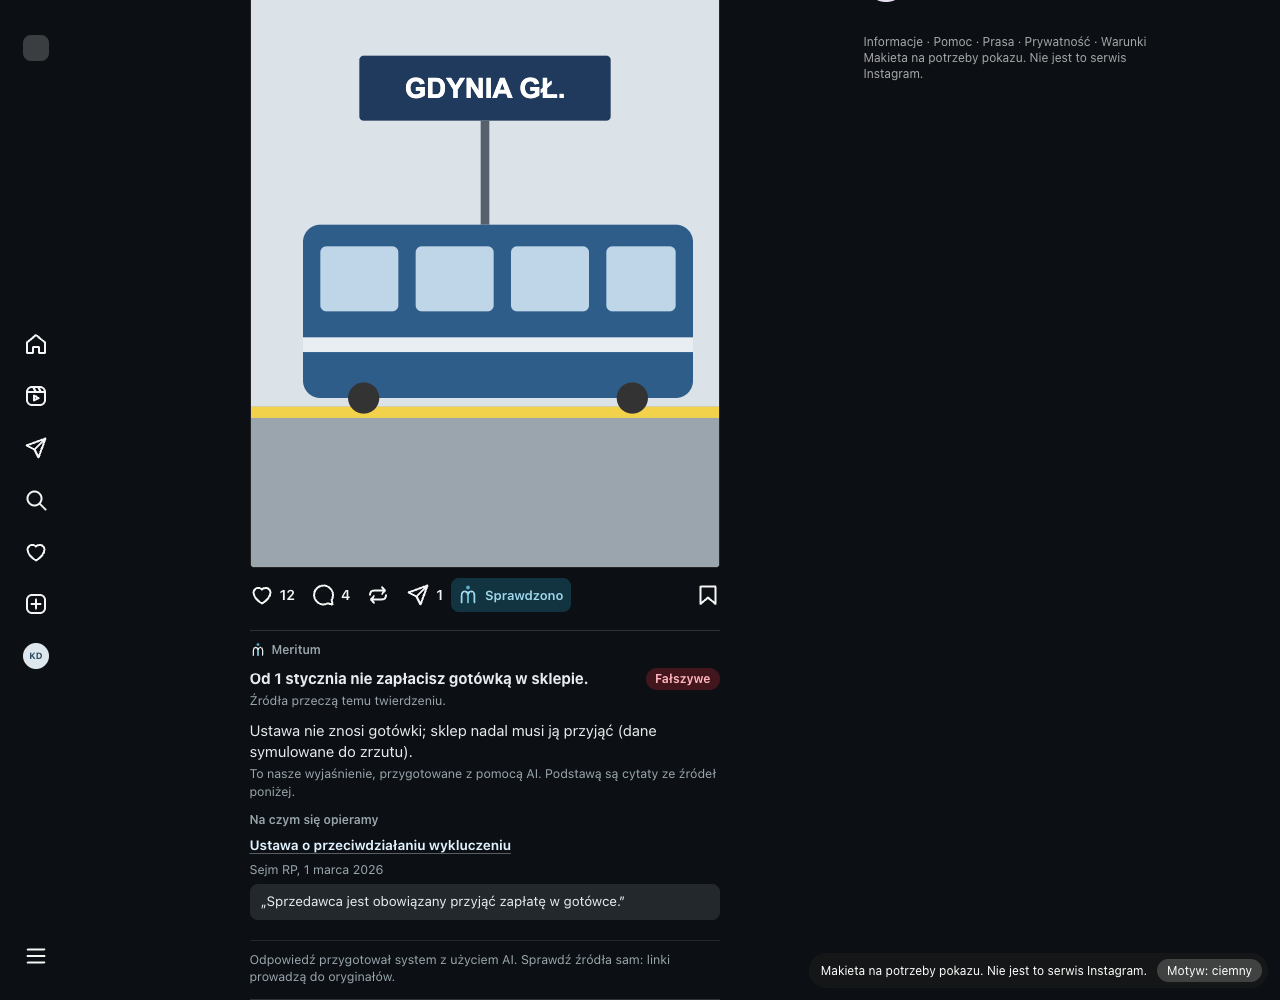 Informacje · Pomoc · Prasa · Prywatność · Warunki
Makieta na potrzeby pokazu. Nie jest to serwis
Instagram.
GDYNIA GŁ.
12
4
1
Sprawdzono
KD
Meritum
Od 1 stycznia nie zapłacisz gotówką w sklepie.
Fałszywe
Źródła przeczą temu twierdzeniu.
Ustawa nie znosi gotówki; sklep nadal musi ją przyjąć (dane
symulowane do zrzutu).
To nasze wyjaśnienie, przygotowane z pomocą AI. Podstawą są cytaty ze źródeł
poniżej.
Na czym się opieramy
Ustawa o przeciwdziałaniu wykluczeniu
Sejm RP, 1 marca 2026
„Sprzedawca jest obowiązany przyjąć zapłatę w gotówce.”
Odpowiedź przygotował system z użyciem AI. Sprawdź źródła sam: linki
prowadzą do oryginałów.
Makieta na potrzeby pokazu. Nie jest to serwis Instagram.
Motyw: ciemny